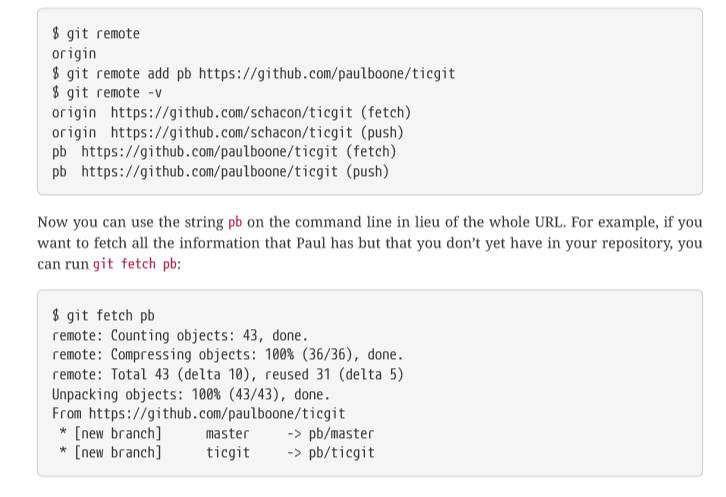 $ git remote
origin
$ git remote add pb https://github.com/paulboone/ticgit
$ git remote -v
origin  https://github.com/schacon/ticgit (fetch)
origin  https://github.com/schacon/ticgit (push)
pb  https://github.com/paulboone/ticgit (fetch)
pb  https://github.com/paulboone/ticgit (push)
Now you can use the string pb on the command line in lieu of the whole URL. For example, if you
want to fetch all the information that Paul has but that you don’t yet have in your repository, you
can run git fetch pb:
$ git fetch pb
remote: Counting objects: 43, done.
remote: Compressing objects: 100% (36/36), done.
remote: Total 43 (delta 10), reused 31 (delta 5)
Unpacking objects: 100% (43/43), done.
From https://github.com/paulboone/ticgit
 * [new branch]      master     -> pb/master
 * [new branch]      ticgit     -> pb/ticgit